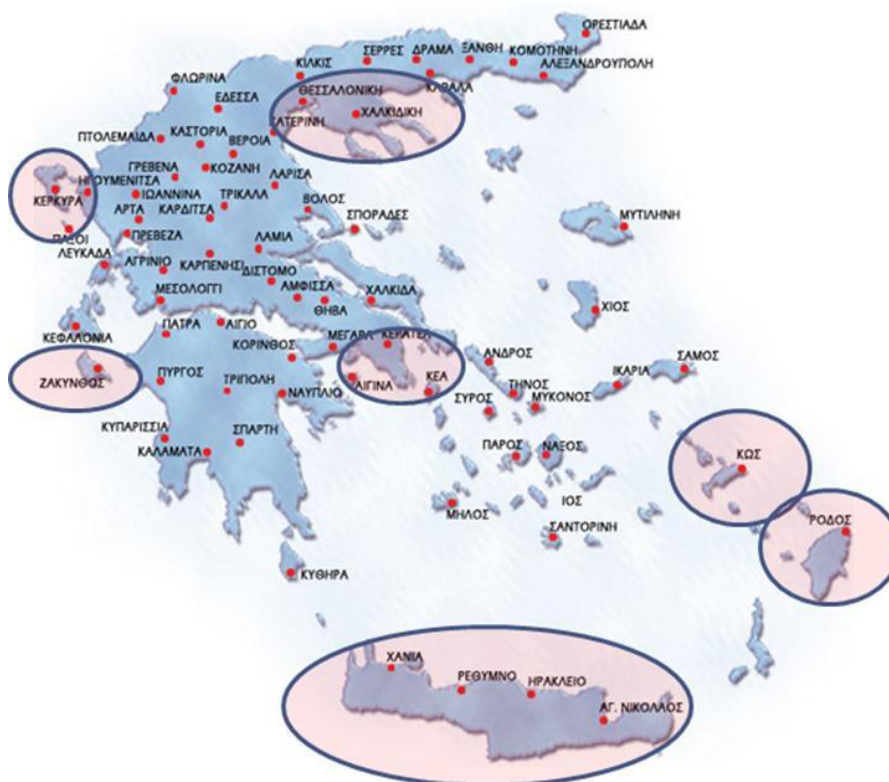 ΟΡΕΣΤΙΑΔΑ
ΣΕΡΡΕΣ
ΔΡΑΜΑ
ΞΑΝΘΗ
ΚΟΜΟΤΗΝΗ
ΚΙΛΚΙΣ
ΑΛΕΞΑΝΔΡΟΥΠΟΛΗ
ΦΛΩΡΙΝΑ
ΚΑΒΑΛΑ
ΘΕΣΣΑΛΟΝΙΚΗ
ΕΔΕΣΣΑ
ΧΑΛΚΙΔΙΚΗ
ΚΑΤΕΡΙΝΗ
ΠΤΟΛΕΜΑΙΔΑ
ΚΑΣΤΟΡΙΑ
ΒΕΡΟΙΑ
ΓΡΕΒΕΝΑ
ΚΟΖΑΝΗ
ΗΓΟΥΜΕΝΙΤΣΑ
ΛΑΡΙΣΑ
ΚΕΡΚΥΡΑ
ΙΩΑΝΝΙΝΑ
ΤΡΙΚΑΛΑ
ΑΡΤΑ
ΚΑΡΔΙΤΣΑ
ΒΟΛΟΣ
ΣΠΟΡΑΔΕΣ
ΜΥΤΙΛΗΝΗ
ΠΑΞΟΙ
ΠΡΕΒΕΖΑ
ΛΕΥΚΑΔΑ
ΛΑΜΙΑ
ΑΓΡΙΝΙΟ
ΚΑΡΠΕΝΗΣΙ
ΔΙΣΤΟΜΟ
ΜΕΣΟΛΟΓΓΙ
ΑΜΦΙΣΣΑ
ΧΑΛΚΙΔΑ
ΘΗΒΑ
ΧΙΟΣ
ΚΕΦΑΛΟΝΙΑ
ΠΑΤΡΑ
ΑΙΓΙΟ
ΜΕΓΑΡΑ
ΚΕΡΑΤΕΑ
ΚΟΡΙΝΘΟΣ
ΑΝΔΡΟΣ
ΣΑΜΟΣ
ΖΑΚΥΝΘΟΣ
ΠΥΡΓΟΣ
ΤΡΙΠΟΛΗ
ΝΑΥΠΛΙΟ
ΑΙΓΙΝΑ
ΚΕΑ
ΤΗΝΟΣ
ΙΚΑΡΙΑ
ΣΥΡΟΣ
ΜΥΚΟΝΟΣ
ΚΥΠΑΡΙΣΣΙΑ
ΣΠΑΡΤΗ
ΚΑΛΑΜΑΤΑ
ΠΑΡΟΣ
ΝΑΞΟΣ
ΚΩΣ
ΜΗΛΟΣ
ΙΟΣ
ΣΑΝΤΟΡΙΝΗ
ΡΟΔΟΣ
ΚΥΘΗΡΑ
ΧΑΝΙΑ
ΡΕΘΥΜΝΟ
ΗΡΑΚΛΕΙΟ
ΑΓ. ΝΙΚΟΛΑΟΣ